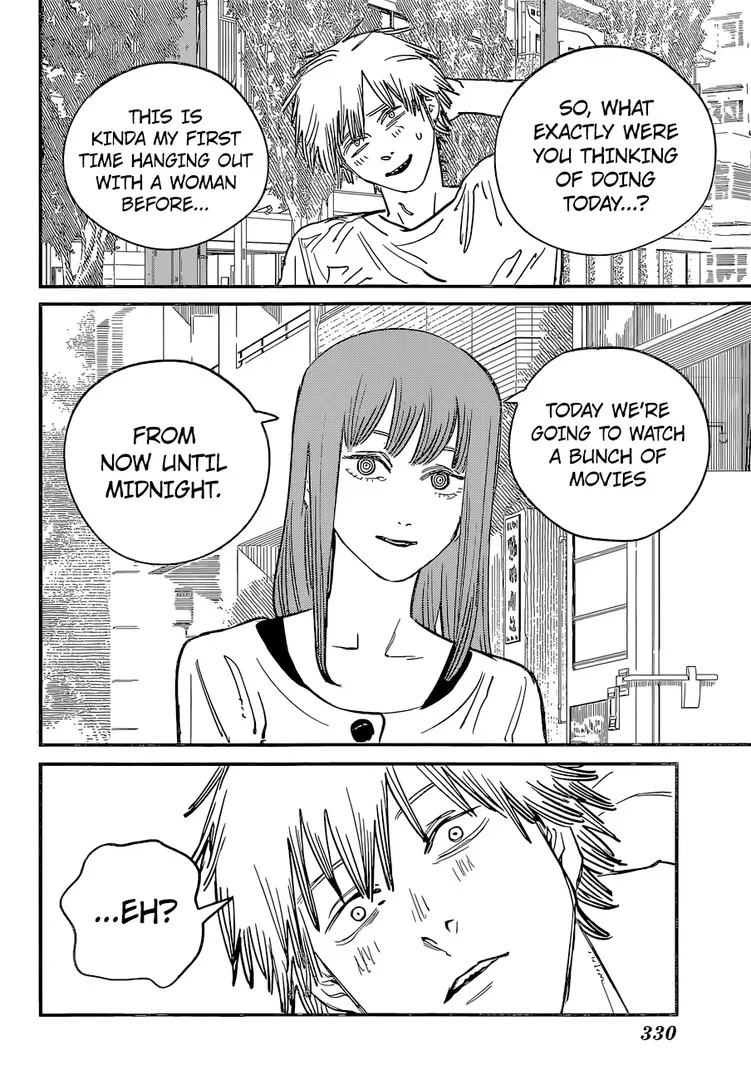 SO, WHAT
EXACTLY WERE
YOU THINKING
OF DOING
TODAY...?
THIS IS
KINDA MY FIRST
TIME HANGING OUT
WITH A WOMAN
BEFORE...
TODAY WE'RE
GOING TO WATCH
A BUNCH OF
MOVIES
FROM
NOW UNTIL
MIDNIGHT.
...EH?
330